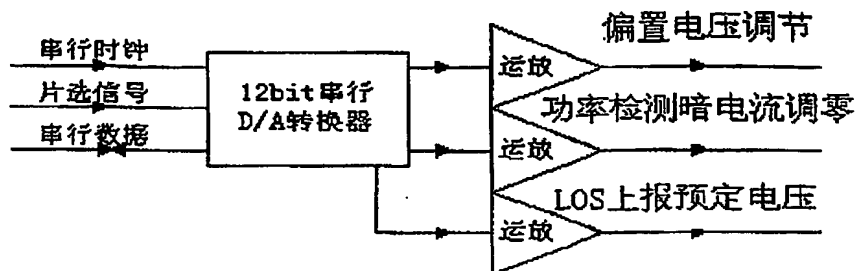 串行时钟
片选信号
串行数据
12bit串行
D/A转换器
运放
偏置电压调节
运放
功率检测暗电流调零
运放
LOS上报预定电压